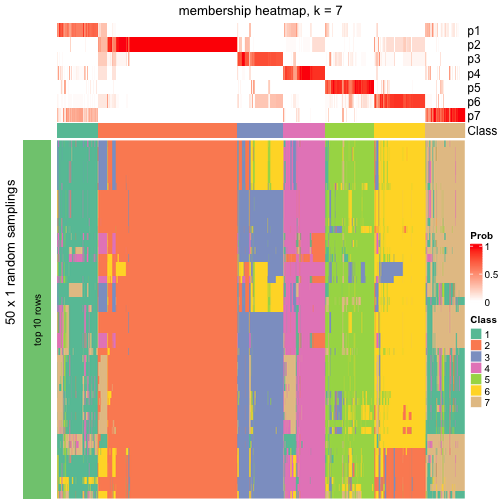 membership heatmap, k = 7
p1
p2
p3
p4
p5
p6
p7
Class
50 x 1 random samplings
top 10 rows
Prob
1
0.5
0
Class
1
2
3
4
5
6
7